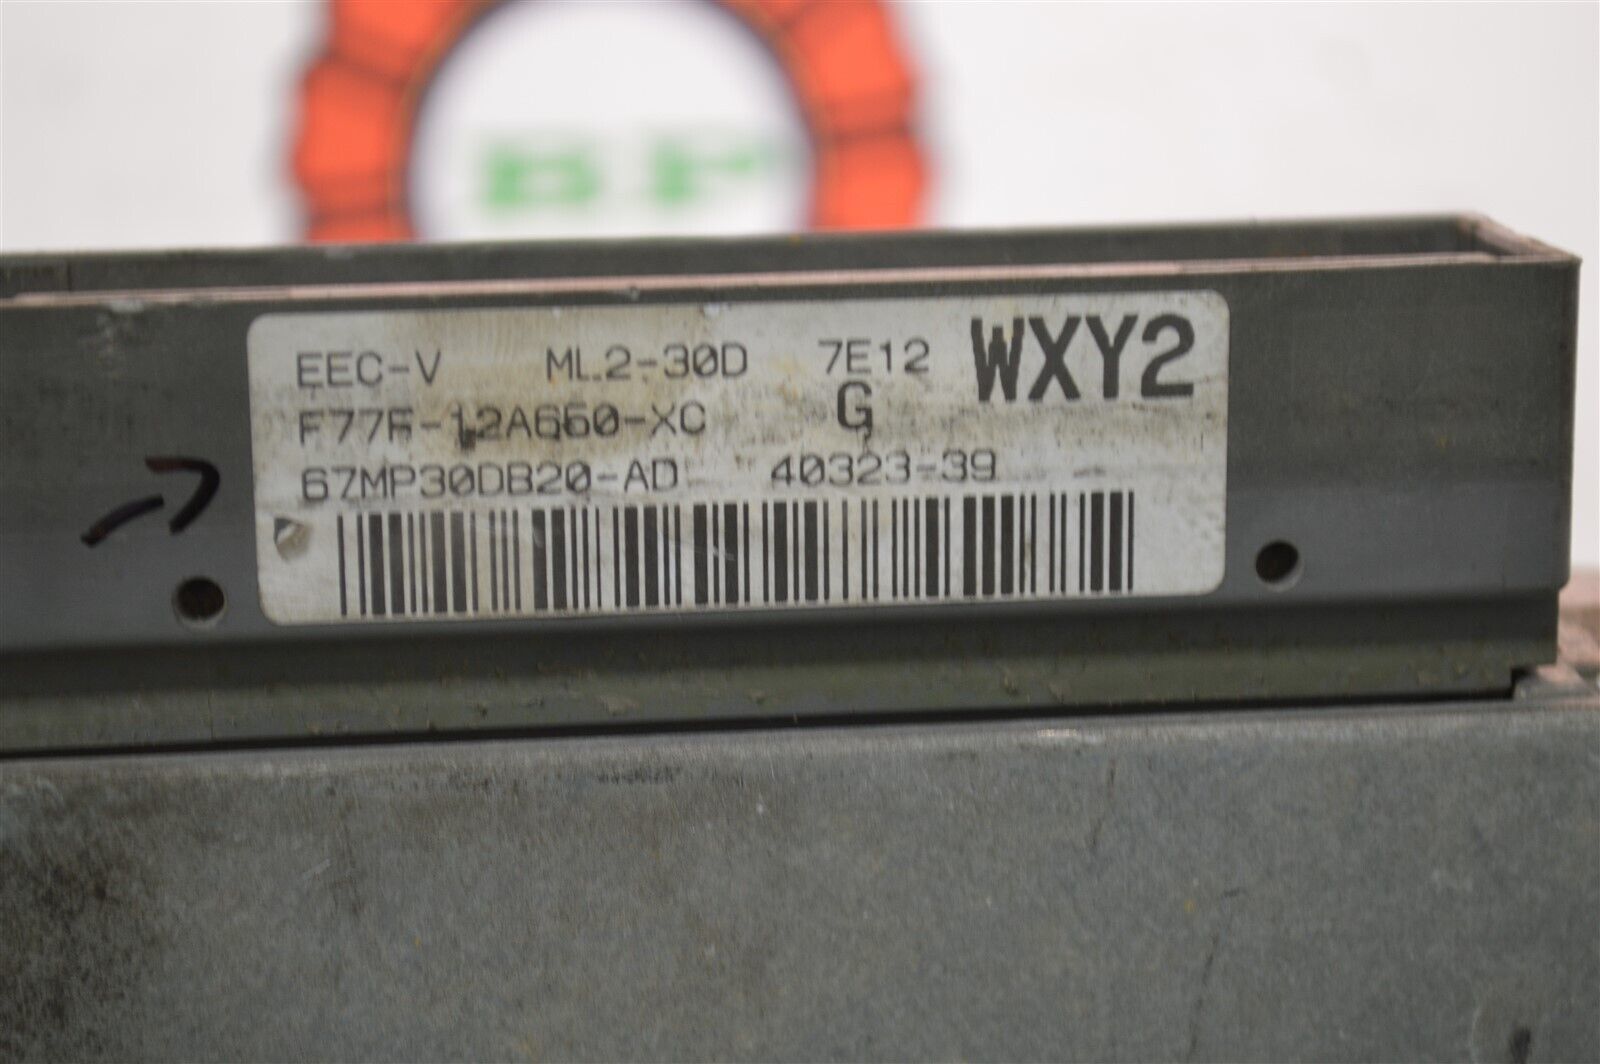 EEC-V ML2-30D 7E12 WXY2
F77F-12A650-XC G
67MP30DB20-AD 40323-39